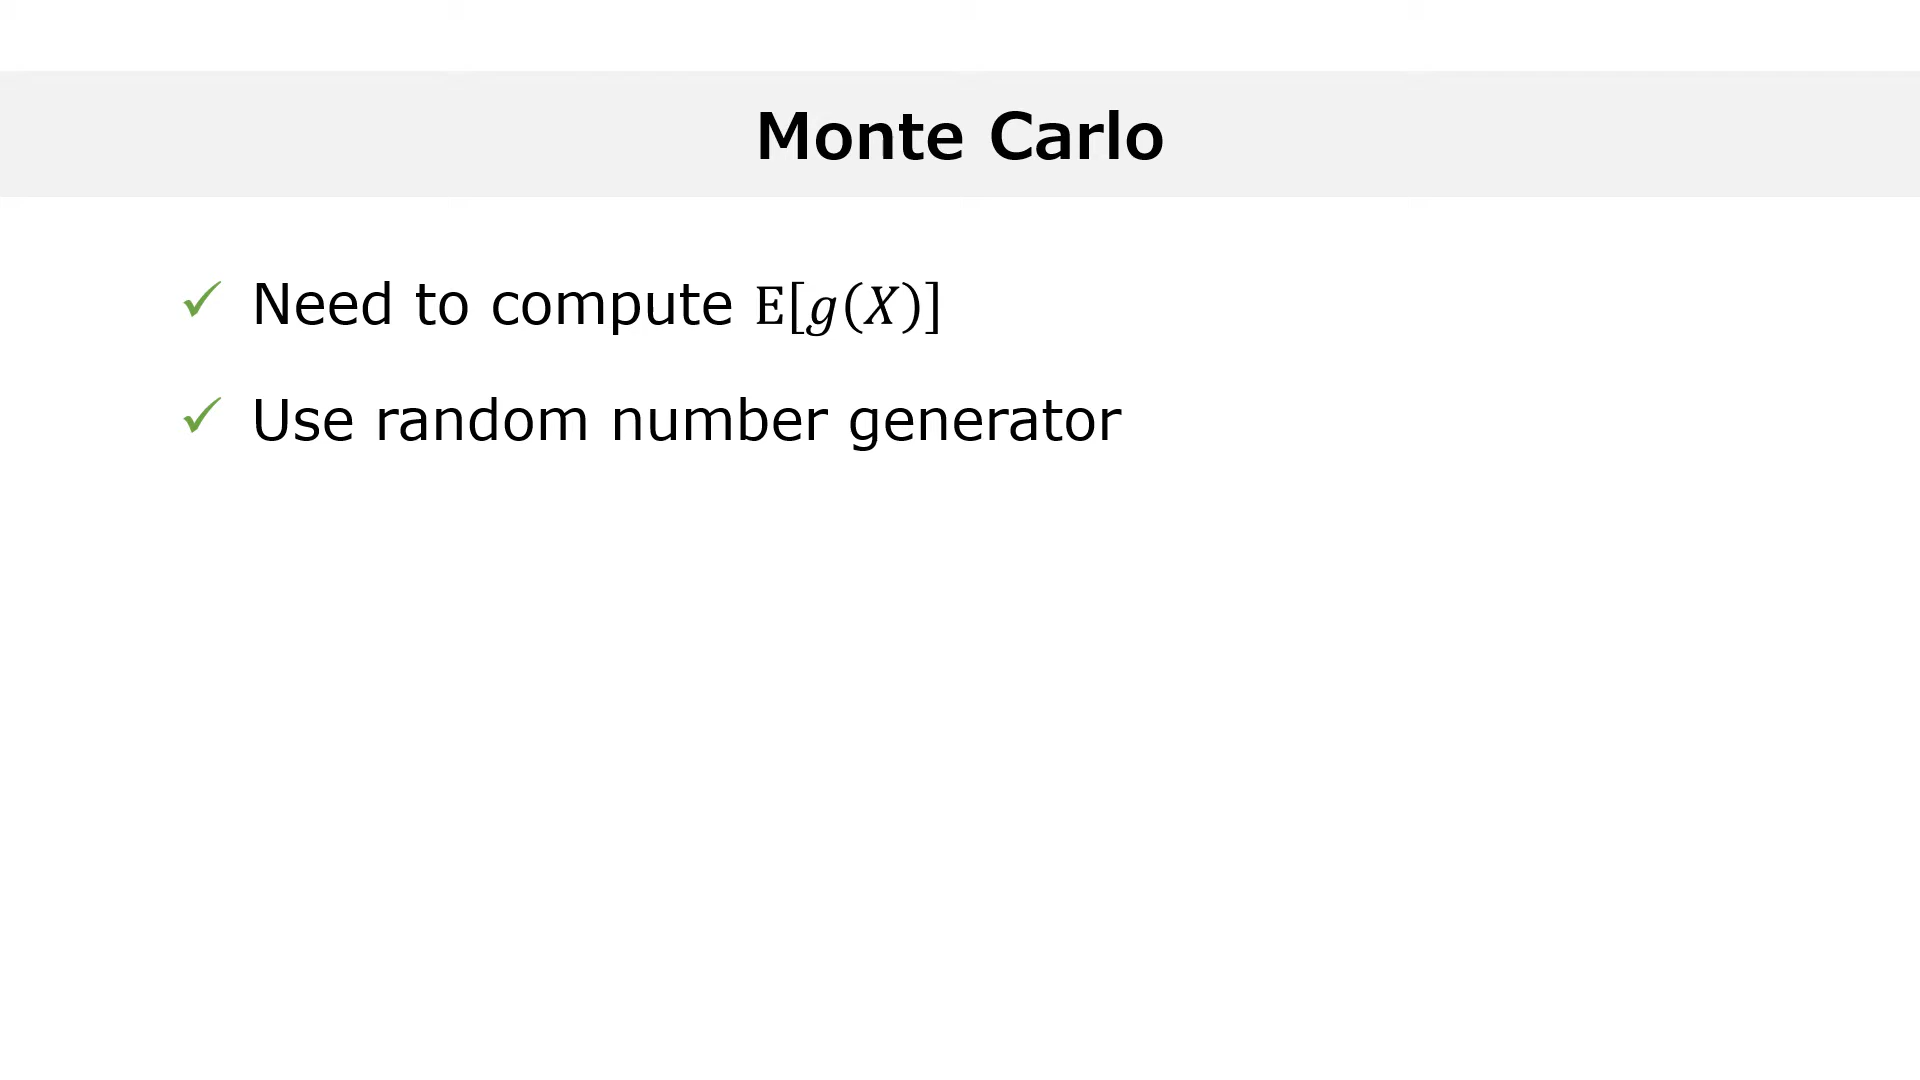 Monte Carlo
✓ Need to compute E[g(X)]
✓ Use random number generator